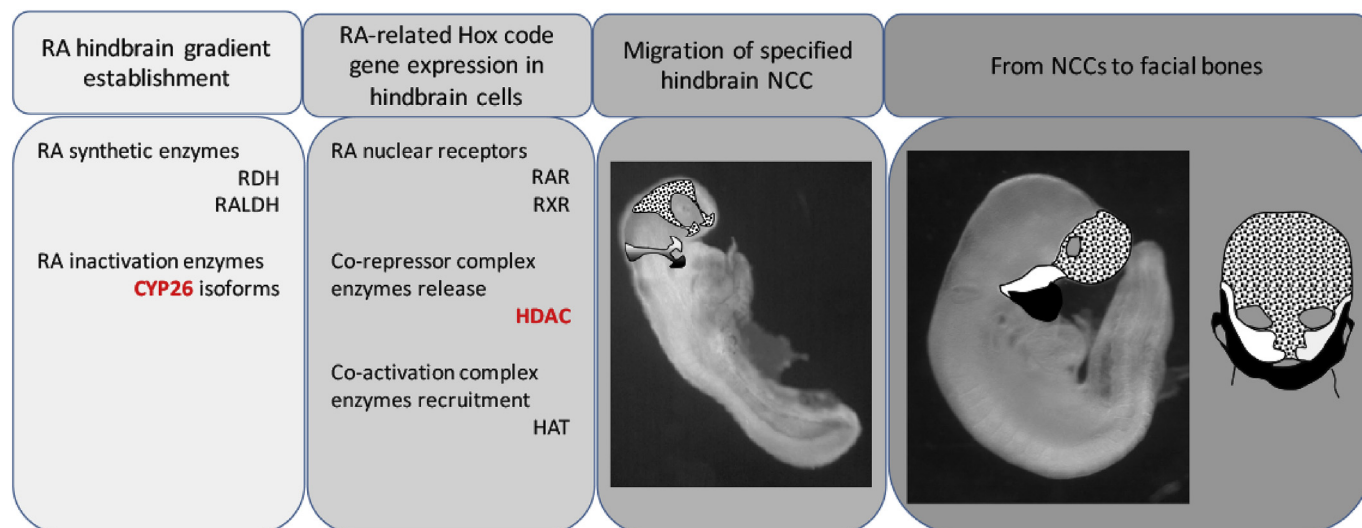 RA hindbrain gradient
establishment
RA-related Hox code
gene expression in
hindbrain cells
Migration of specified
hindbrain NCC
From NCCs to facial bones
RA synthetic enzymes
RDH
RALDH
RA inactivation enzymes
CYP26 isoforms
RA nuclear receptors
RAR
RXR
Co-repressor complex
enzymes release
HDAC
Co-activation complex
enzymes recruitment
HAT